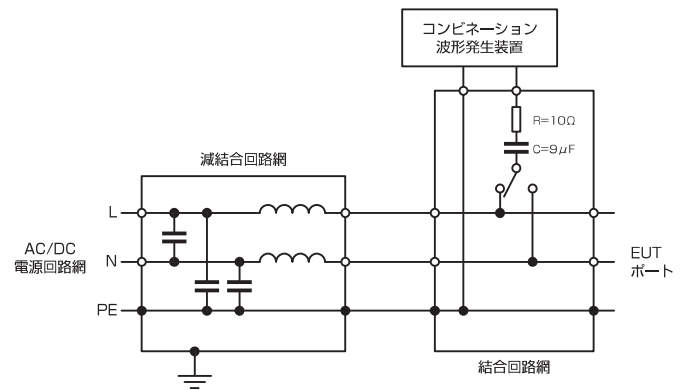 コンビネーション
波形発生装置
R=10Ω
C=9μF
減結合回路網
L
AC/DC
電源回路網
N
EUT
ポート
PE
結合回路網